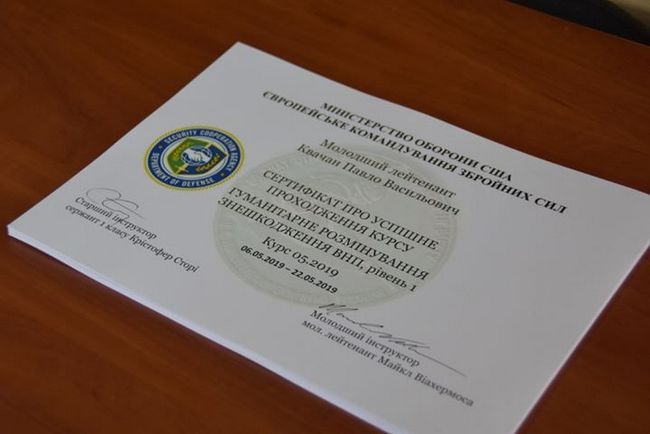 МІНІСТЕРСТВО ОБОРОНИ США
ЄВРОПЕЙСЬКЕ КОМАНДУВАННЯ ЗБРОЙНИХ СИЛ
Молодший лейтенант
Квачан Павло Васильович
СЕРТИФІКАТ ПРО УСПІШНЕ
ПРОХОДЖЕННЯ КУРСУ
ГУМАНІТАРНЕ РОЗМІНУВАННЯ
ЗНЕШКОДЖЕННЯ ВНП, рівень 1
Курс 05-2019
06.05.2019 – 22.05.2019
SECURITY COOPERATION AGENCY
DEPARTMENT OF DEFENSE
Старший інструктор
сержант 1 класу Крістофер Сторі
Молодший інструктор
мол. лейтенант Майкл Віахермоса